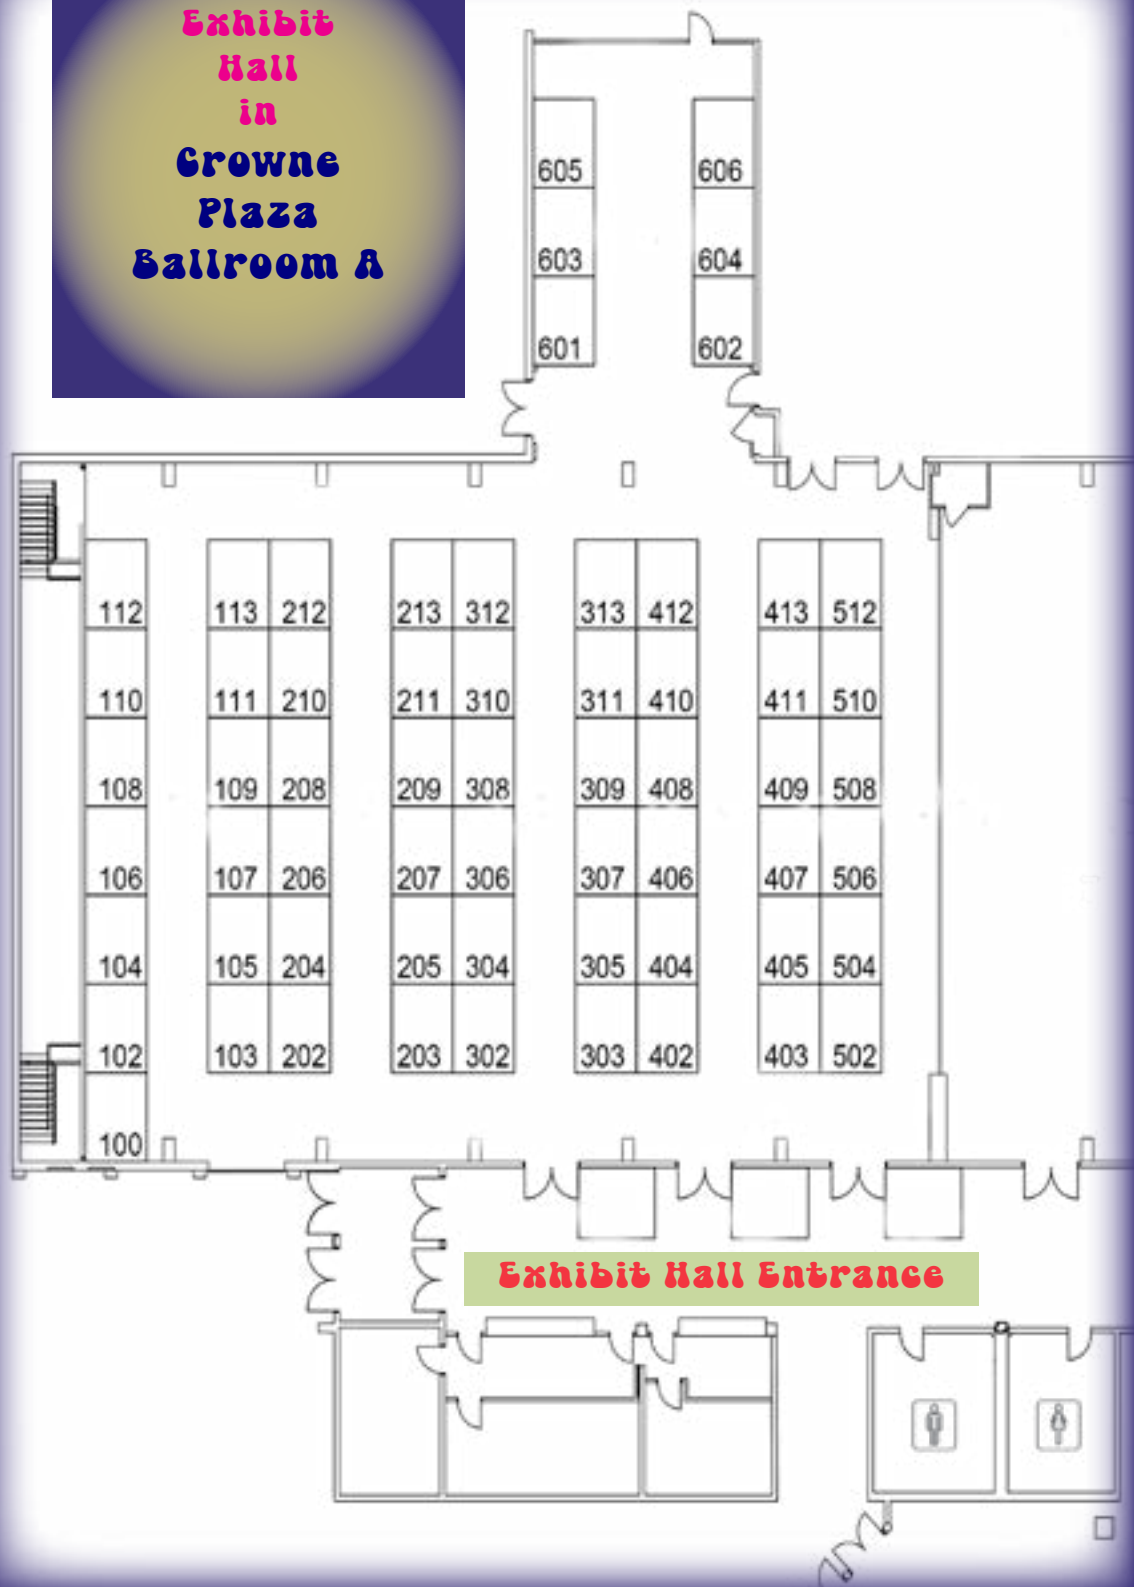 Exhibit
Hall
in
Crowne
Plaza
Ballroom A
605 606
603 604
601 602
112 113 212 213 312 313 412 413 512
110 111 210 211 310 311 410 411 510
108 109 208 209 308 309 408 409 508
106 107 206 207 306 307 406 407 506
104 105 204 205 304 305 404 405 504
102 103 202 203 302 303 402 403 502
100
Exhibit Hall Entrance